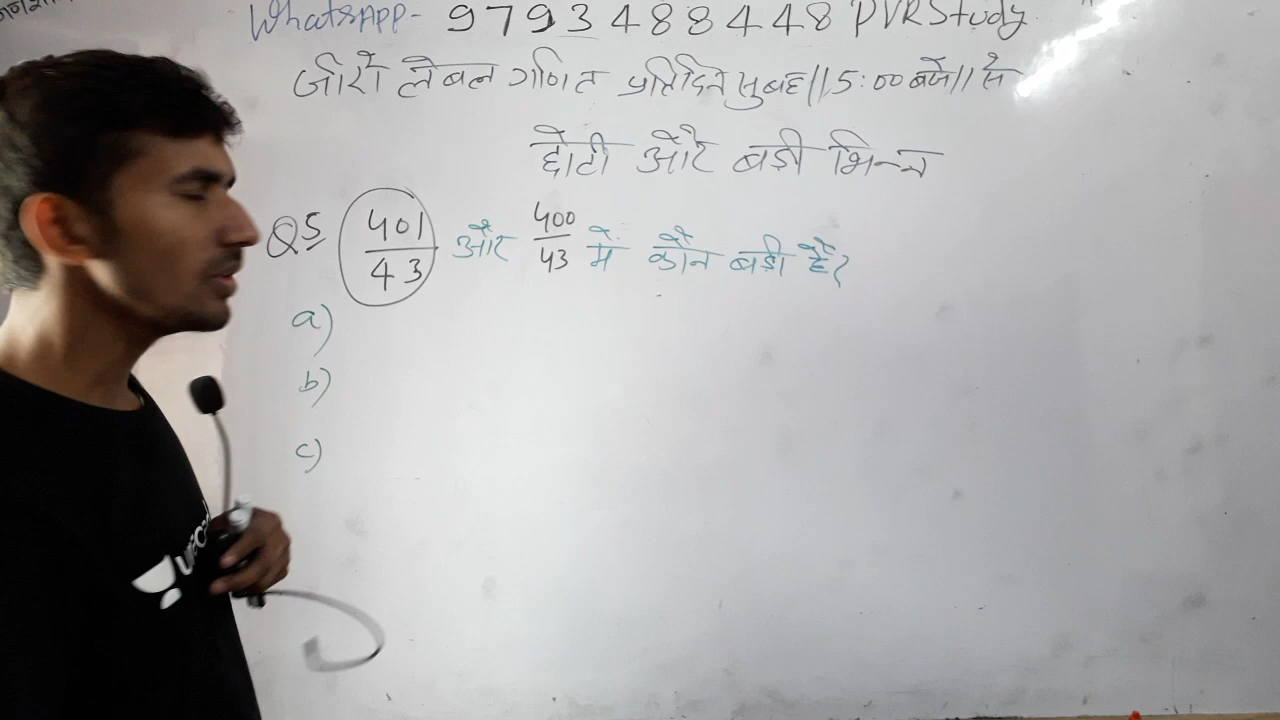 WhatsApp- 9793488448 PVRStudy
जीरो लेबल गणित प्रतिदिन सुबह//5:00 बजे// से
छोटी और बड़ी भिन्न
Q5 401/43 और 400/43 में कौन बड़ी है?
a)
b)
c)